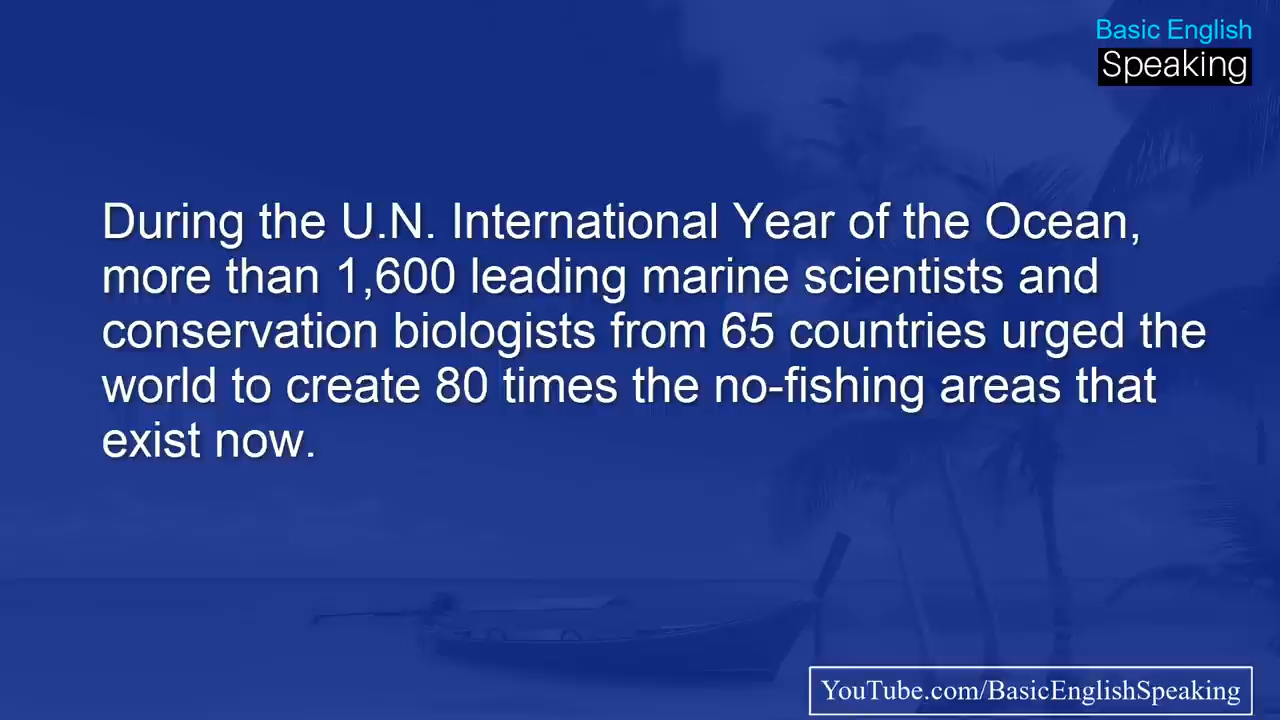 Basic English
Speaking
During the U.N. International Year of the Ocean,
more than 1,600 leading marine scientists and
conservation biologists from 65 countries urged the
world to create 80 times the no-fishing areas that
exist now.
YouTube.com/BasicEnglishSpeaking